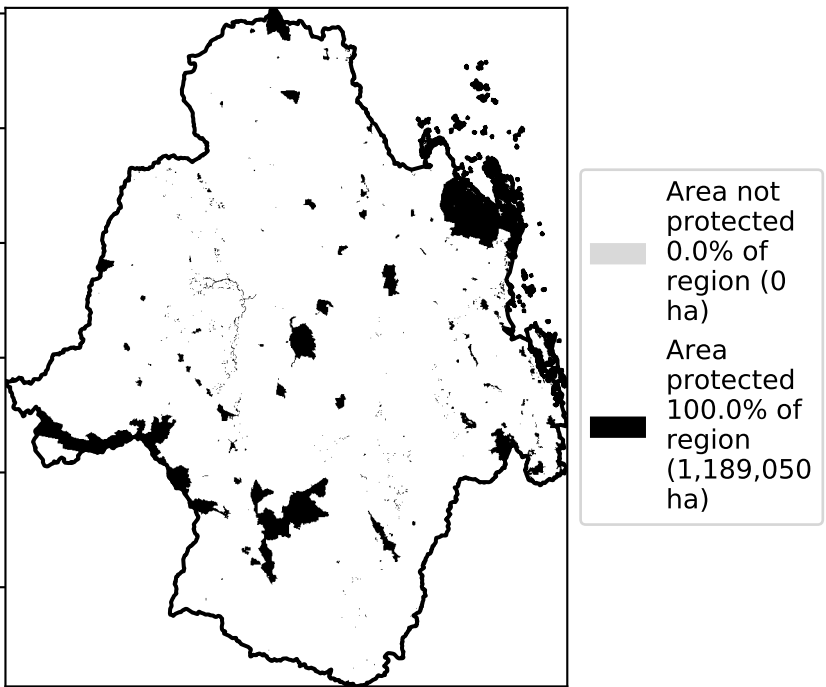 Area not
protected
0.0% of
region (0
ha)
Area
protected
100.0% of
region
(1,189,050
ha)